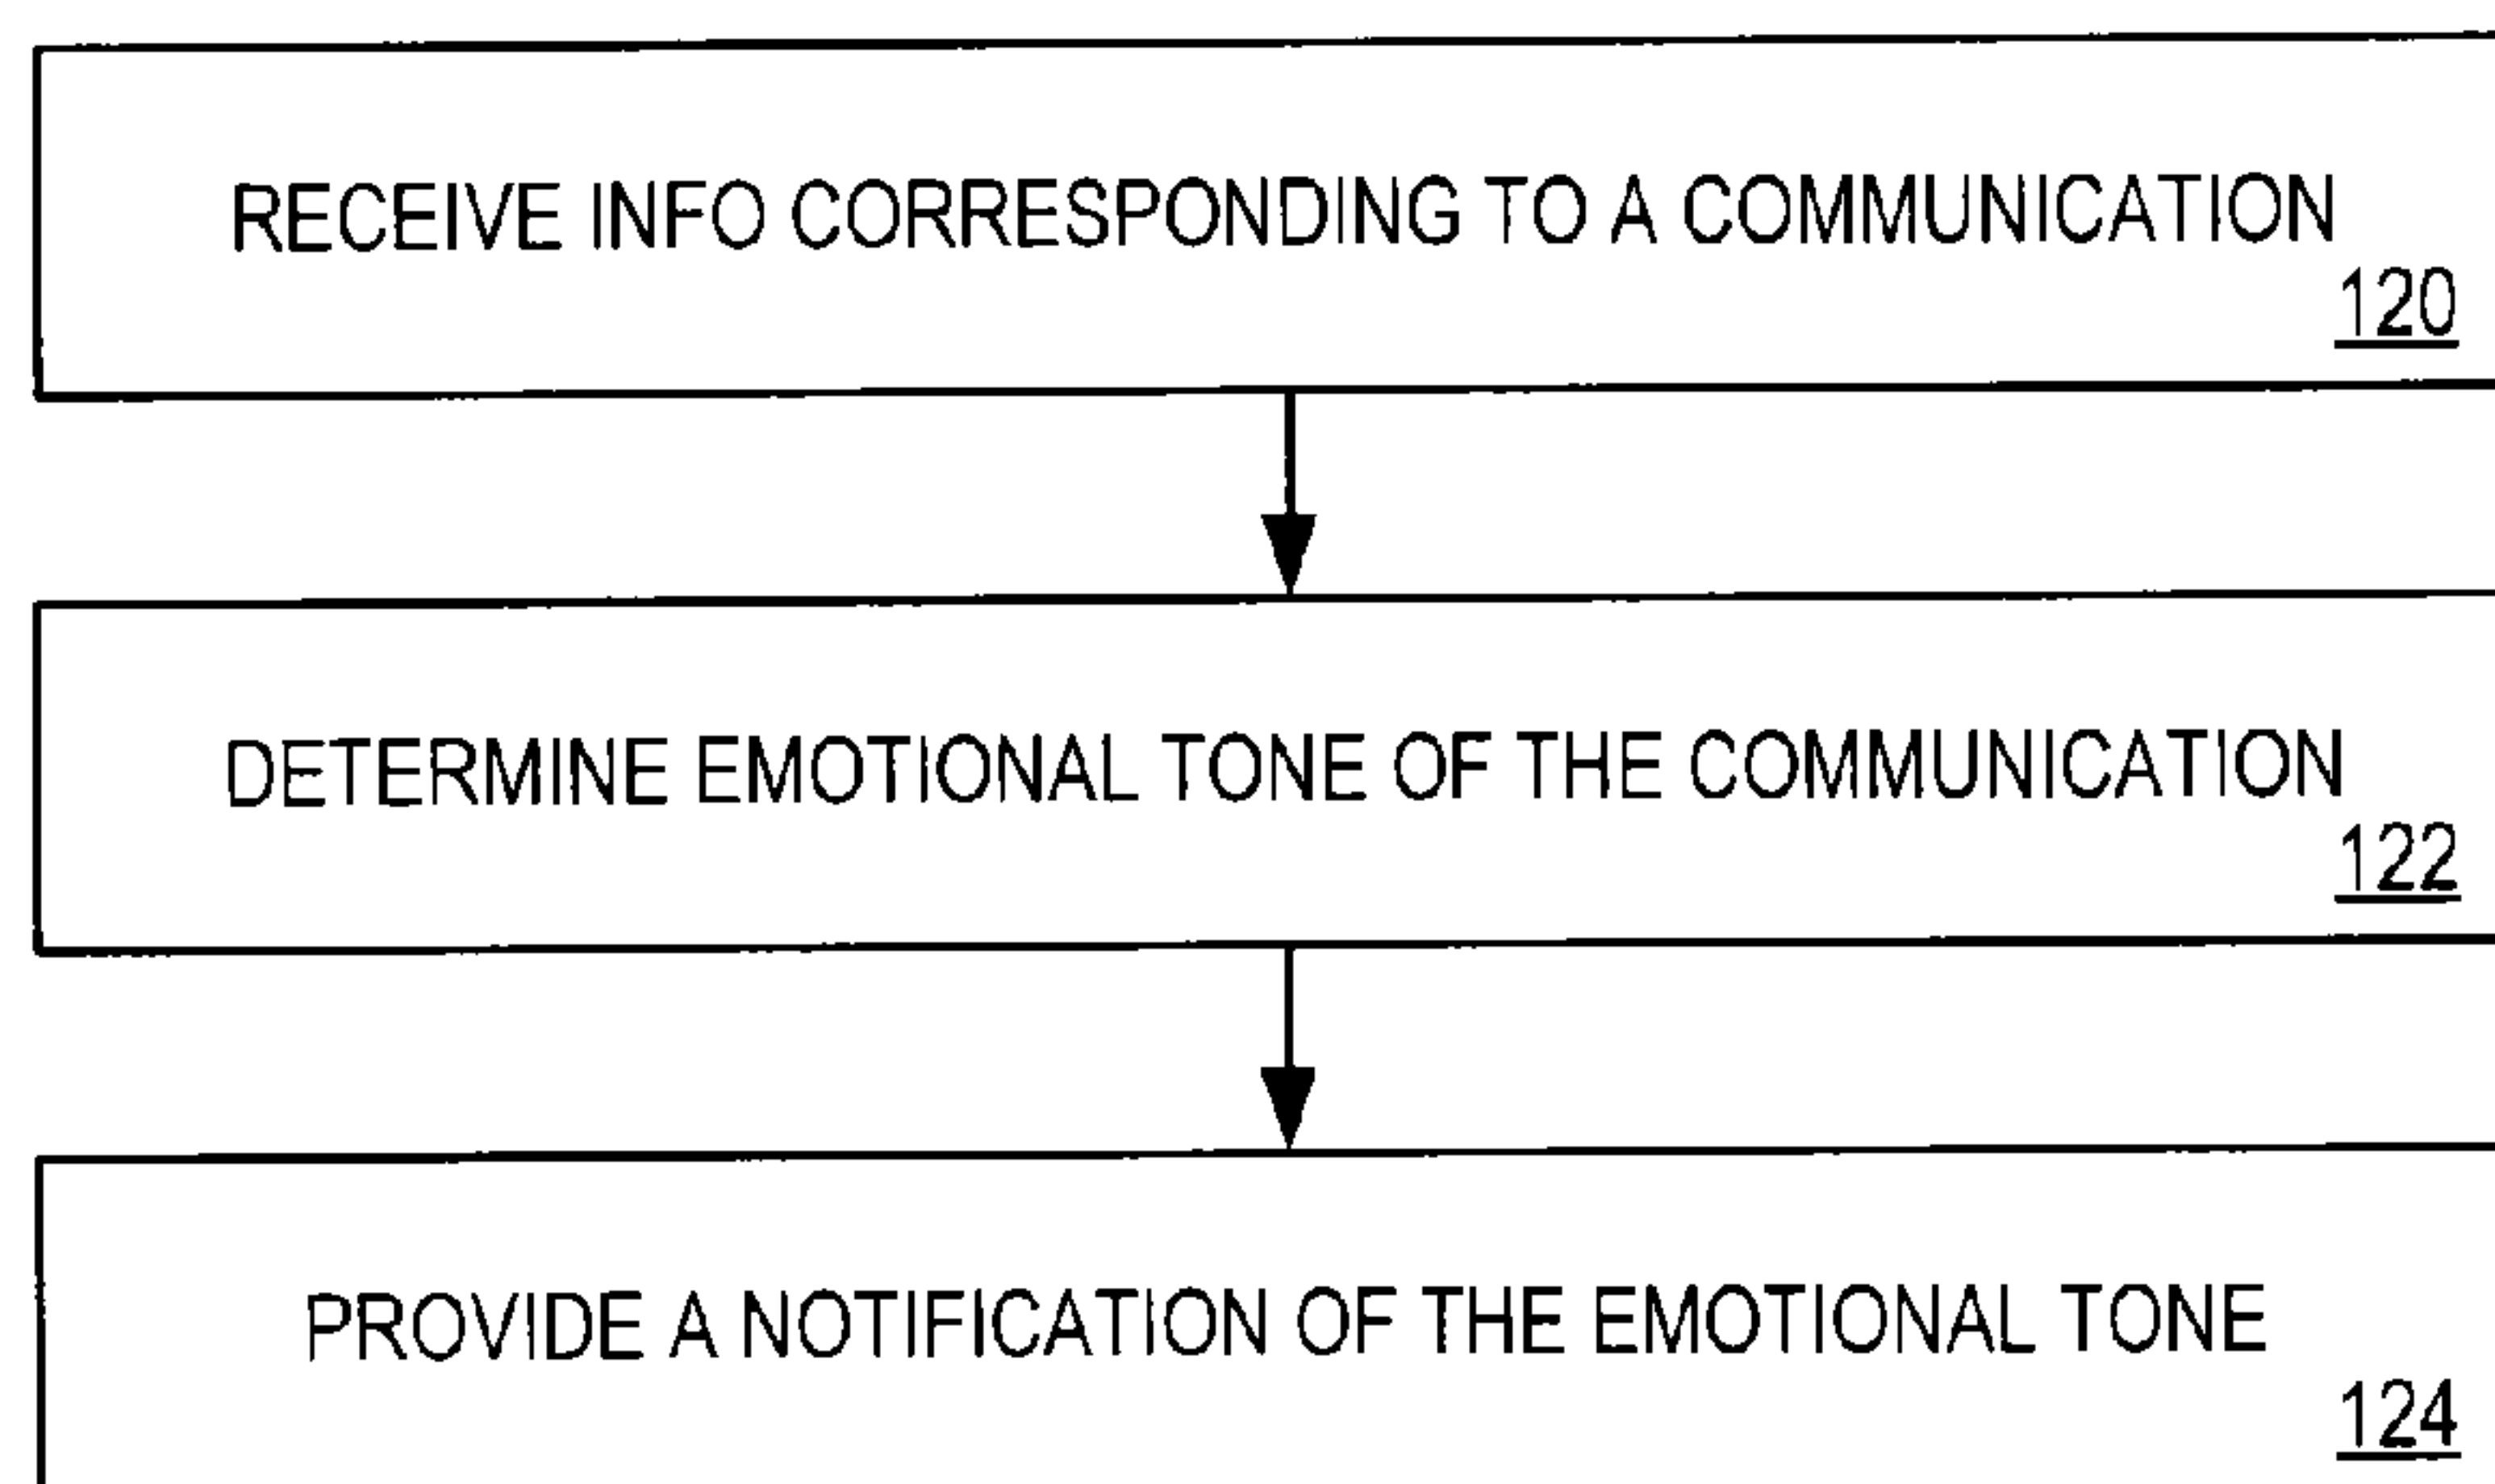 RECEIVE INFO CORRESPONDING TO A COMMUNICATION
120
DETERMINE EMOTIONAL TONE OF THE COMMUNICATION
122
PROVIDE A NOTIFICATION OF THE EMOTIONAL TONE
124